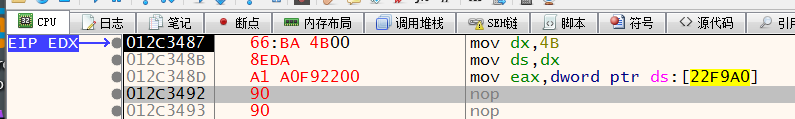 CPU 日志 笔记 断点 内存布局 调用堆栈 SEH链 脚本 符号 源代码
EIP EDX 012C3487 66:BA 4B00 mov dx,4B
012C348B 8EDA mov ds,dx
012C348D A1 A0F92200 mov eax,dword ptr ds:[22F9A0]
012C3492 90 nop
012C3493 90 nop